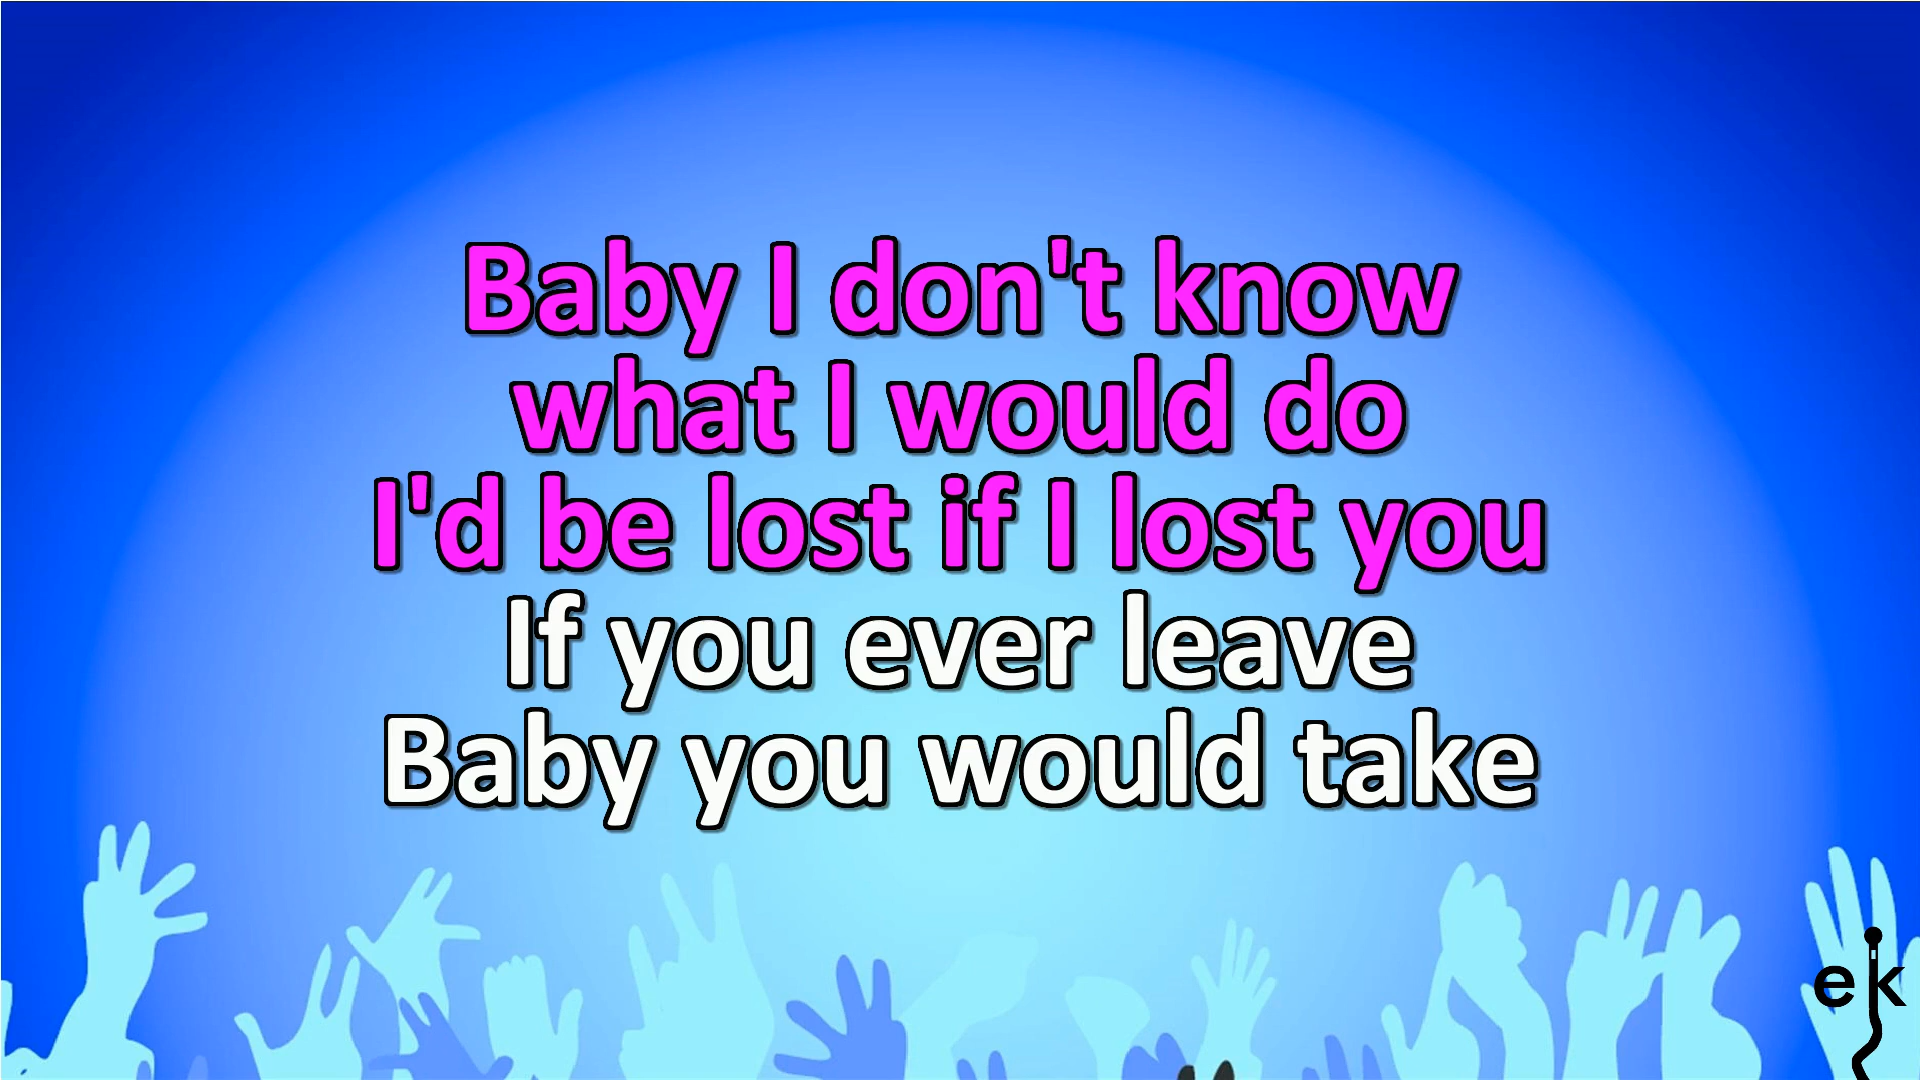 Baby I don't know
what I would do
I'd be lost if I lost you
If you ever leave
Baby you would take
ek